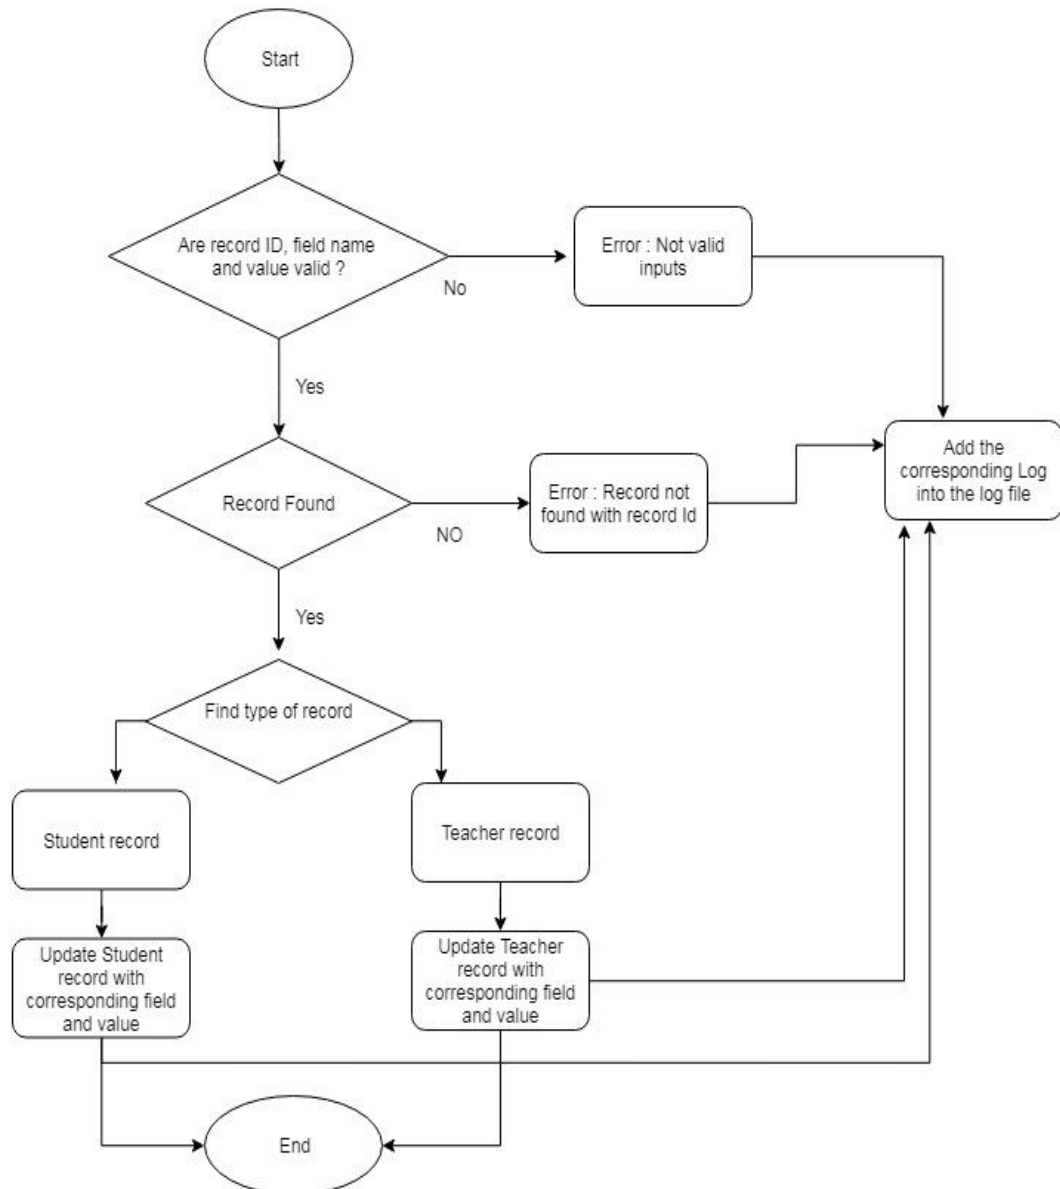 Start
Are record ID, field name
and value valid ?
No
Error : Not valid
inputs
Yes
Add the
corresponding Log
into the log file
Record Found
NO
Error : Record not
found with record Id
Yes
Find type of record
Student record
Teacher record
Update Student
record with
corresponding field
and value
Update Teacher
record with
corresponding field
and value
End